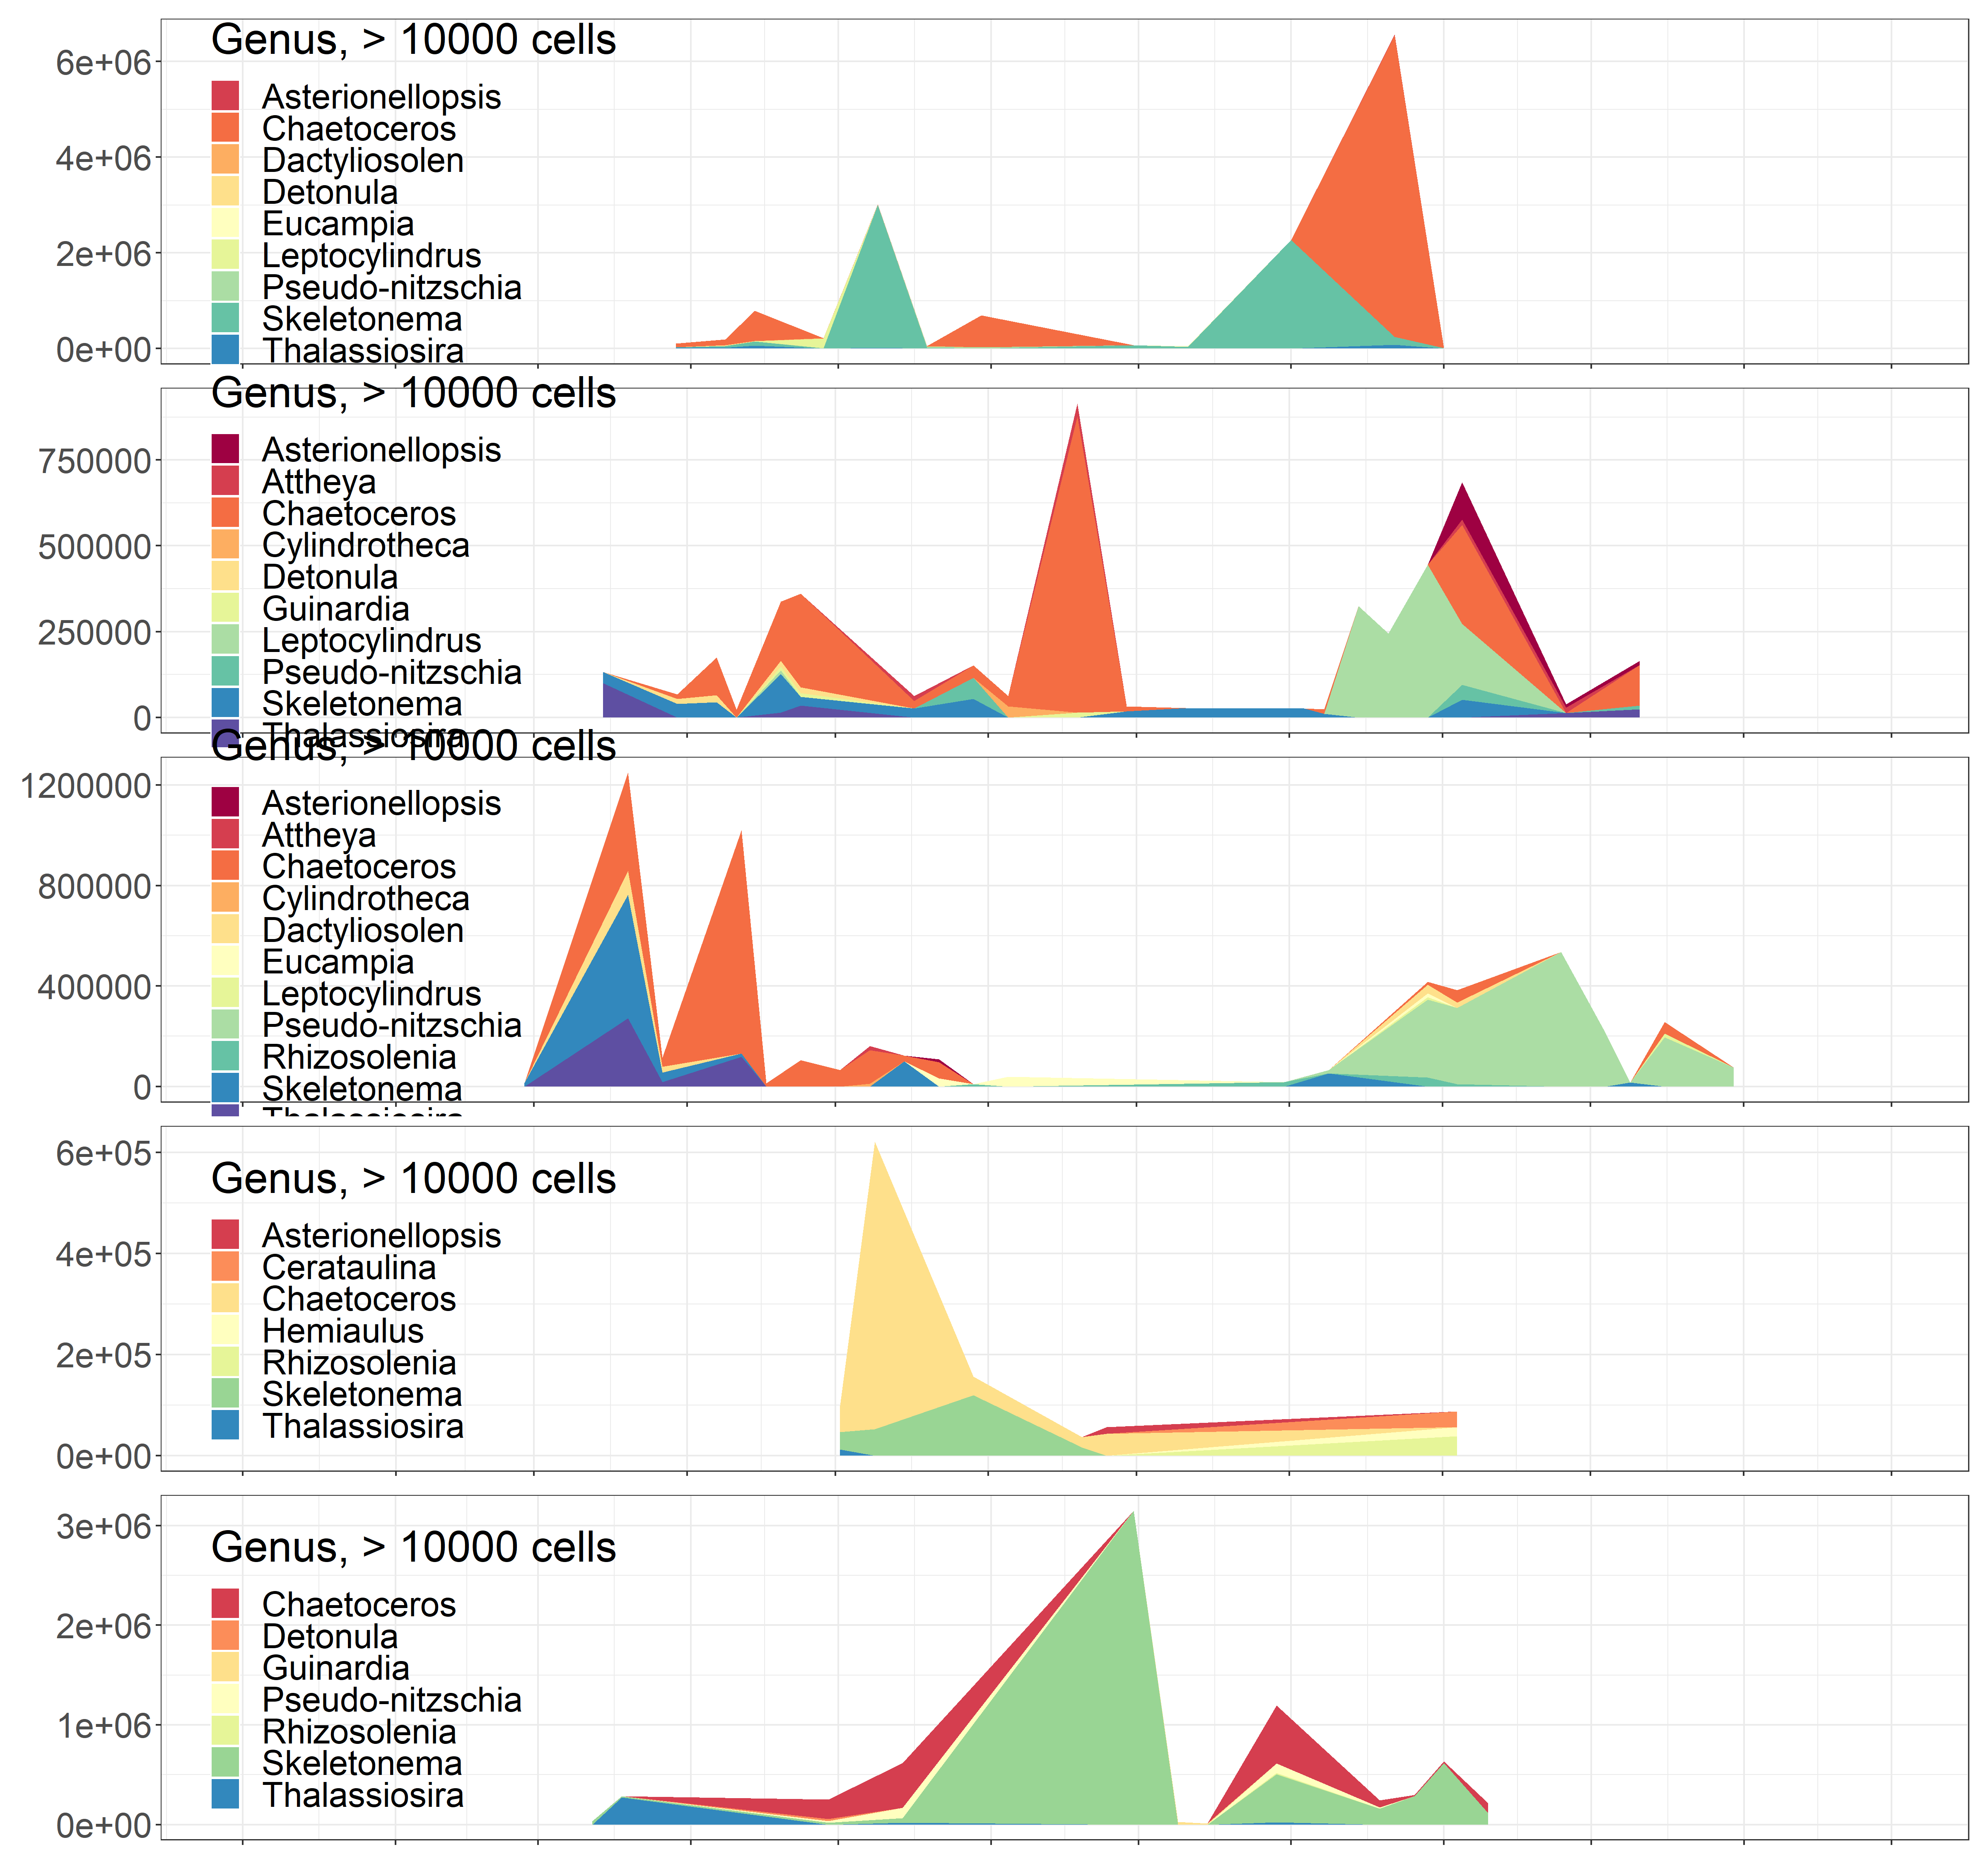 Genus, > 10000 cells
6e+06
Asterionellopsis
Chaetoceros
4e+06
Dactyliosolen
Detonula
Eucampia
2e+06
Leptocylindrus
Pseudo-nitzschia
Skeletonema
0e+00
Thalassiosira
Genus, > 10000 cells
750000
Asterionellopsis
Attheya
Chaetoceros
500000
Cylindrotheca
Detonula
Guinardia
250000
Leptocylindrus
Pseudo-nitzschia
Skeletonema
0
Thalassiosira
Genus, > 10000 cells
1200000
Asterionellopsis
Attheya
Chaetoceros
800000
Cylindrotheca
Dactyliosolen
Eucampia
400000
Leptocylindrus
Pseudo-nitzschia
Rhizosolenia
0
Skeletonema
Thalassiosira
6e+05
Genus, > 10000 cells
Asterionellopsis
4e+05
Cerataulina
Chaetoceros
Hemiaulus
2e+05
Rhizosolenia
Skeletonema
Thalassiosira
0e+00
3e+06
Genus, > 10000 cells
Chaetoceros
2e+06
Detonula
Guinardia
Pseudo-nitzschia
1e+06
Rhizosolenia
Skeletonema
Thalassiosira
0e+00